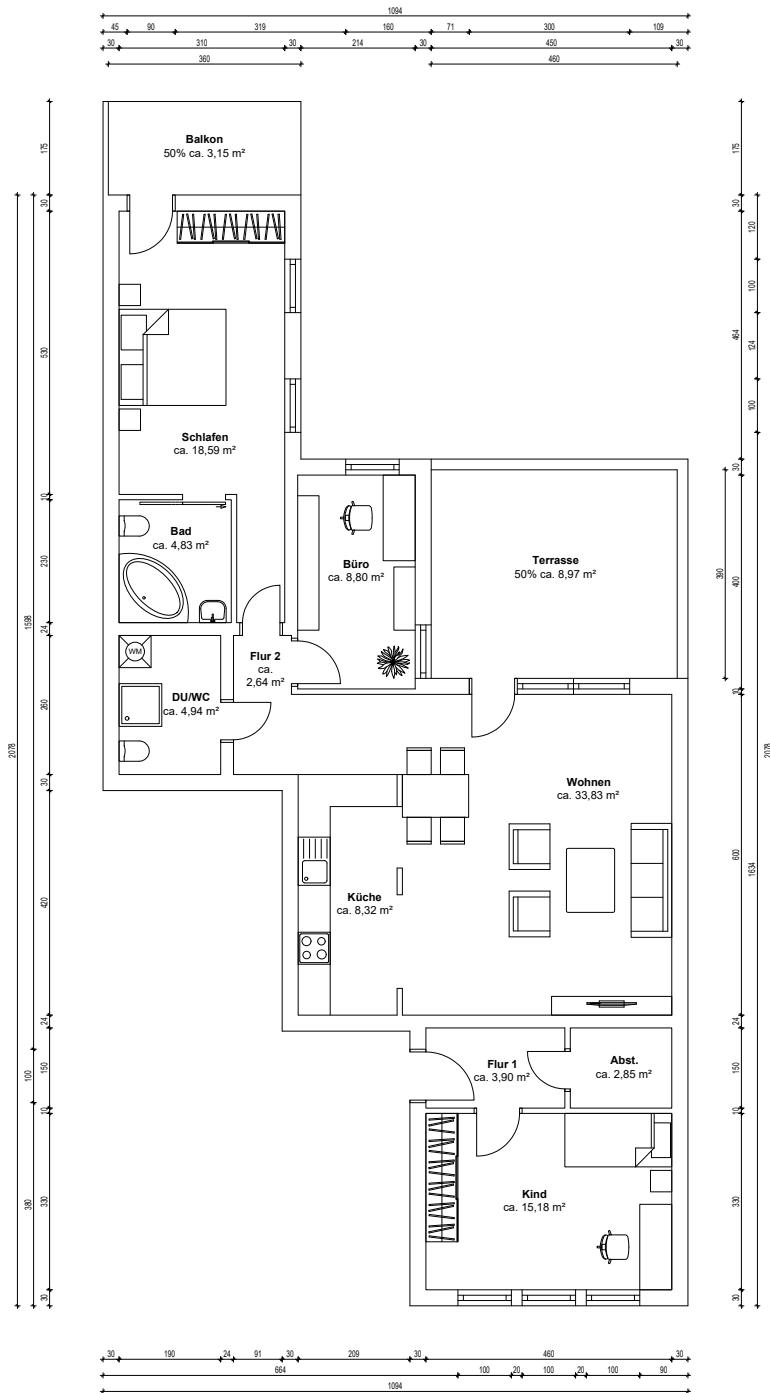 1094
45 90 319 160 71 300 109
30 310 30 214 30 450 30
360 460
Balkon
50% ca. 3,15 m²
Schlafen
ca. 18,59 m²
Bad
ca. 4,83 m²
Büro
ca. 8,80 m²
Terrasse
50% ca. 8,97 m²
Flur 2
ca.
2,64 m²
WM
DU/WC
ca. 4,94 m²
Wohnen
ca. 33,83 m²
Küche
ca. 8,32 m²
Flur 1
ca. 3,90 m²
Abst.
ca. 2,85 m²
Kind
ca. 15,18 m²
2078
1598
100
380
175
30
530
10
230
24
260
30
420
24
150
10
330
30
390
175
30
464
30
400
10
600
24
150
10
330
30
120
100
124
100
1634
2078
30 190 24 91 30 209 30 460 30
664 100 20 100 20 100 90
1094